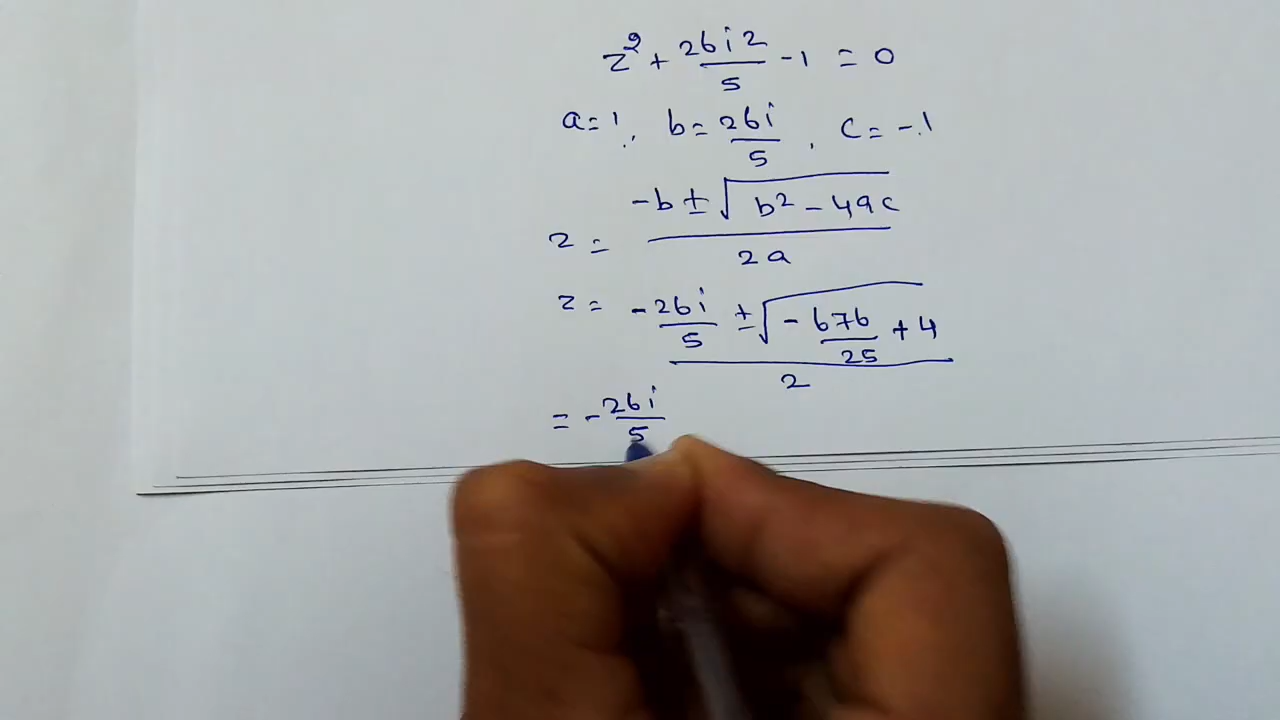 z² + 26iz/5 - 1 = 0
a=1, b= 26i/5, c= -1
z = (-b ± √(b² - 4ac))/2a
z = (-26i/5 ± √(-676/25 + 4))/2
= -26i/5